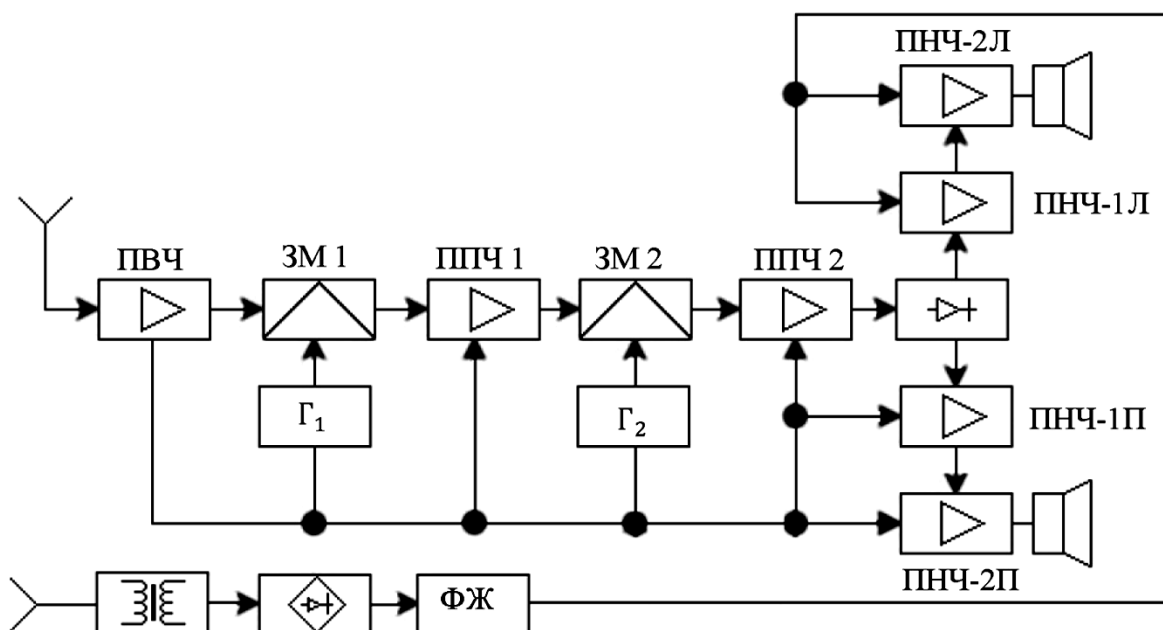 ПНЧ-2Л
ПНЧ-1Л
ПВЧ
ЗМ 1
ППЧ 1
ЗМ 2
ППЧ 2
Г₁
Г₂
ПНЧ-1П
ПНЧ-2П
ФЖ